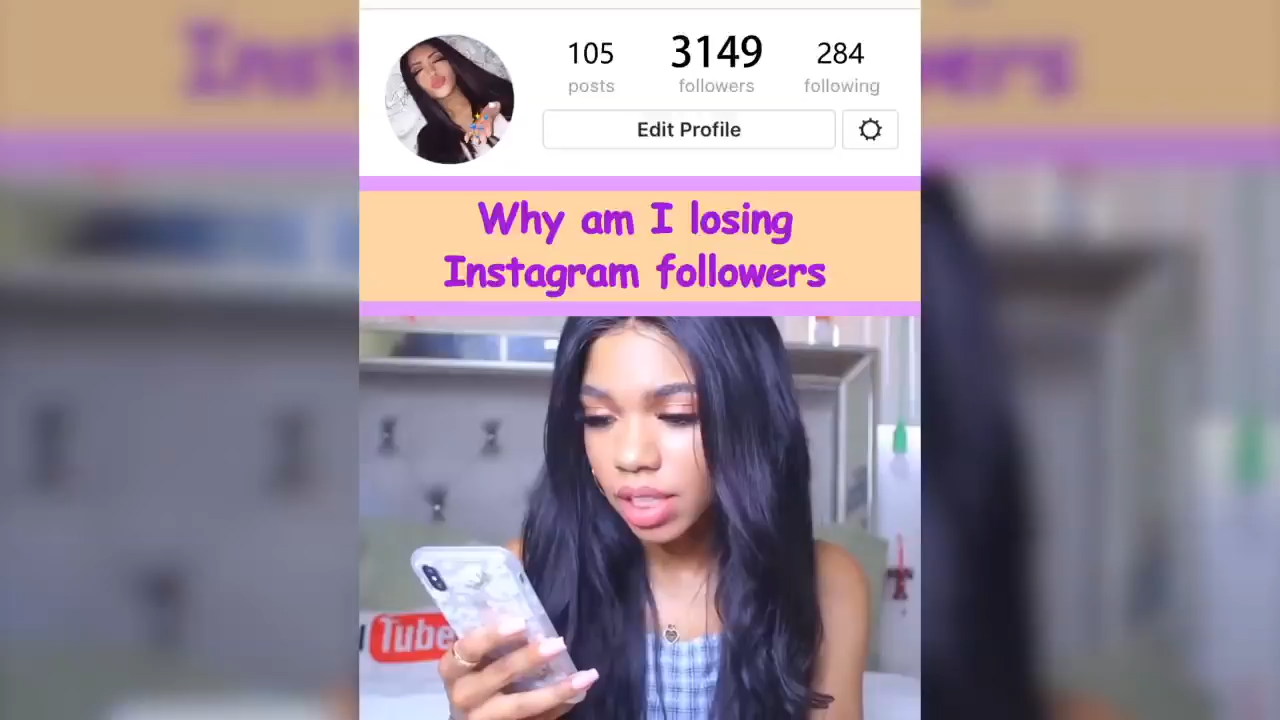 105 3149 284
posts followers following
Edit Profile
Why am I losing
Instagram followers
Tube